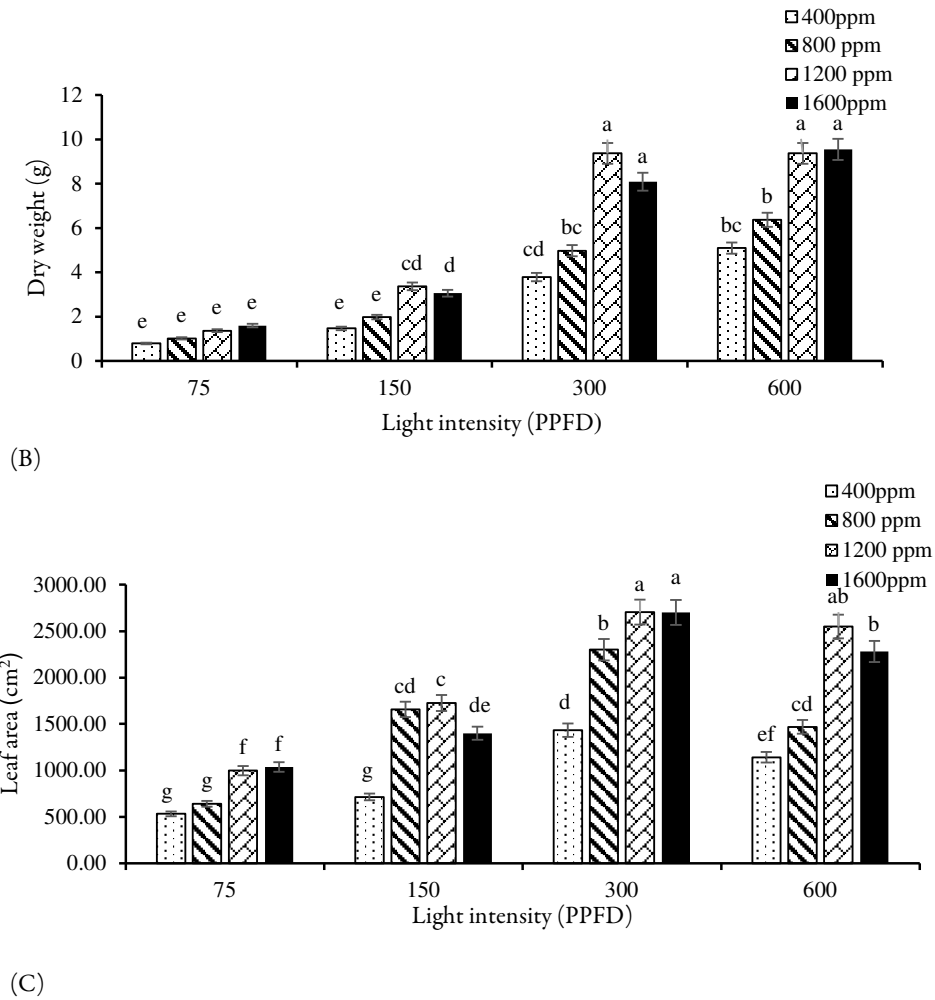 400ppm
800 ppm
1200 ppm
1600ppm
12
10
8
6
4
2
0
Dry weight (g)
e e e e
e e cd d
cd bc a a
bc b a a
75 150 300 600
Light intensity (PPFD)
(B)
400ppm
800 ppm
1200 ppm
1600ppm
3000.00
2500.00
2000.00
1500.00
1000.00
500.00
0.00
Leaf area (cm²)
g g f f
g cd c de
d b a a
ef cd ab b
75 150 300 600
Light intensity (PPFD)
(C)